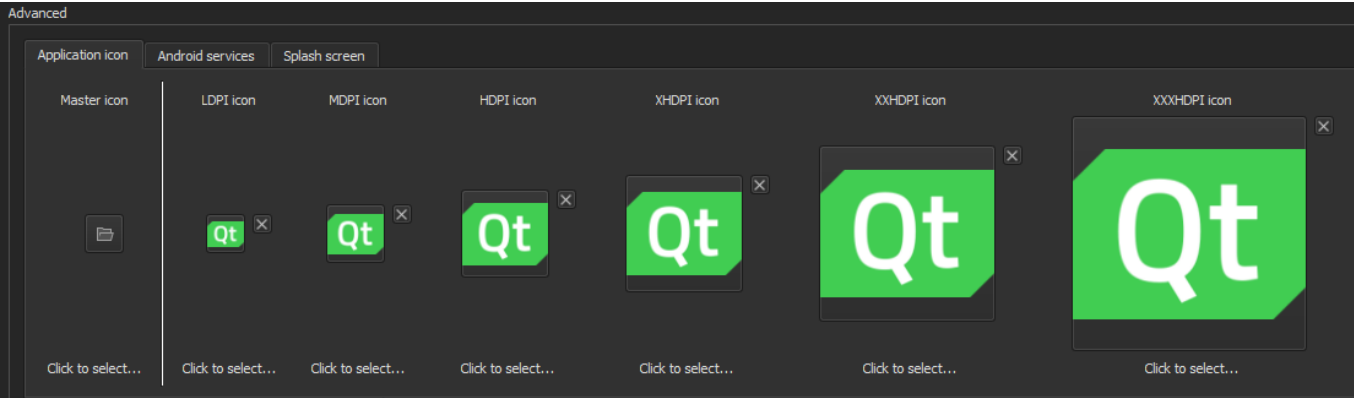 Advanced
Application icon Android services Splash screen
Master icon LDPI icon MDPI icon HDPI icon XHDPI icon XXHDPI icon XXXHDPI icon
Qt Qt Qt Qt Qt Qt
Click to select... Click to select... Click to select... Click to select... Click to select... Click to select... Click to select...